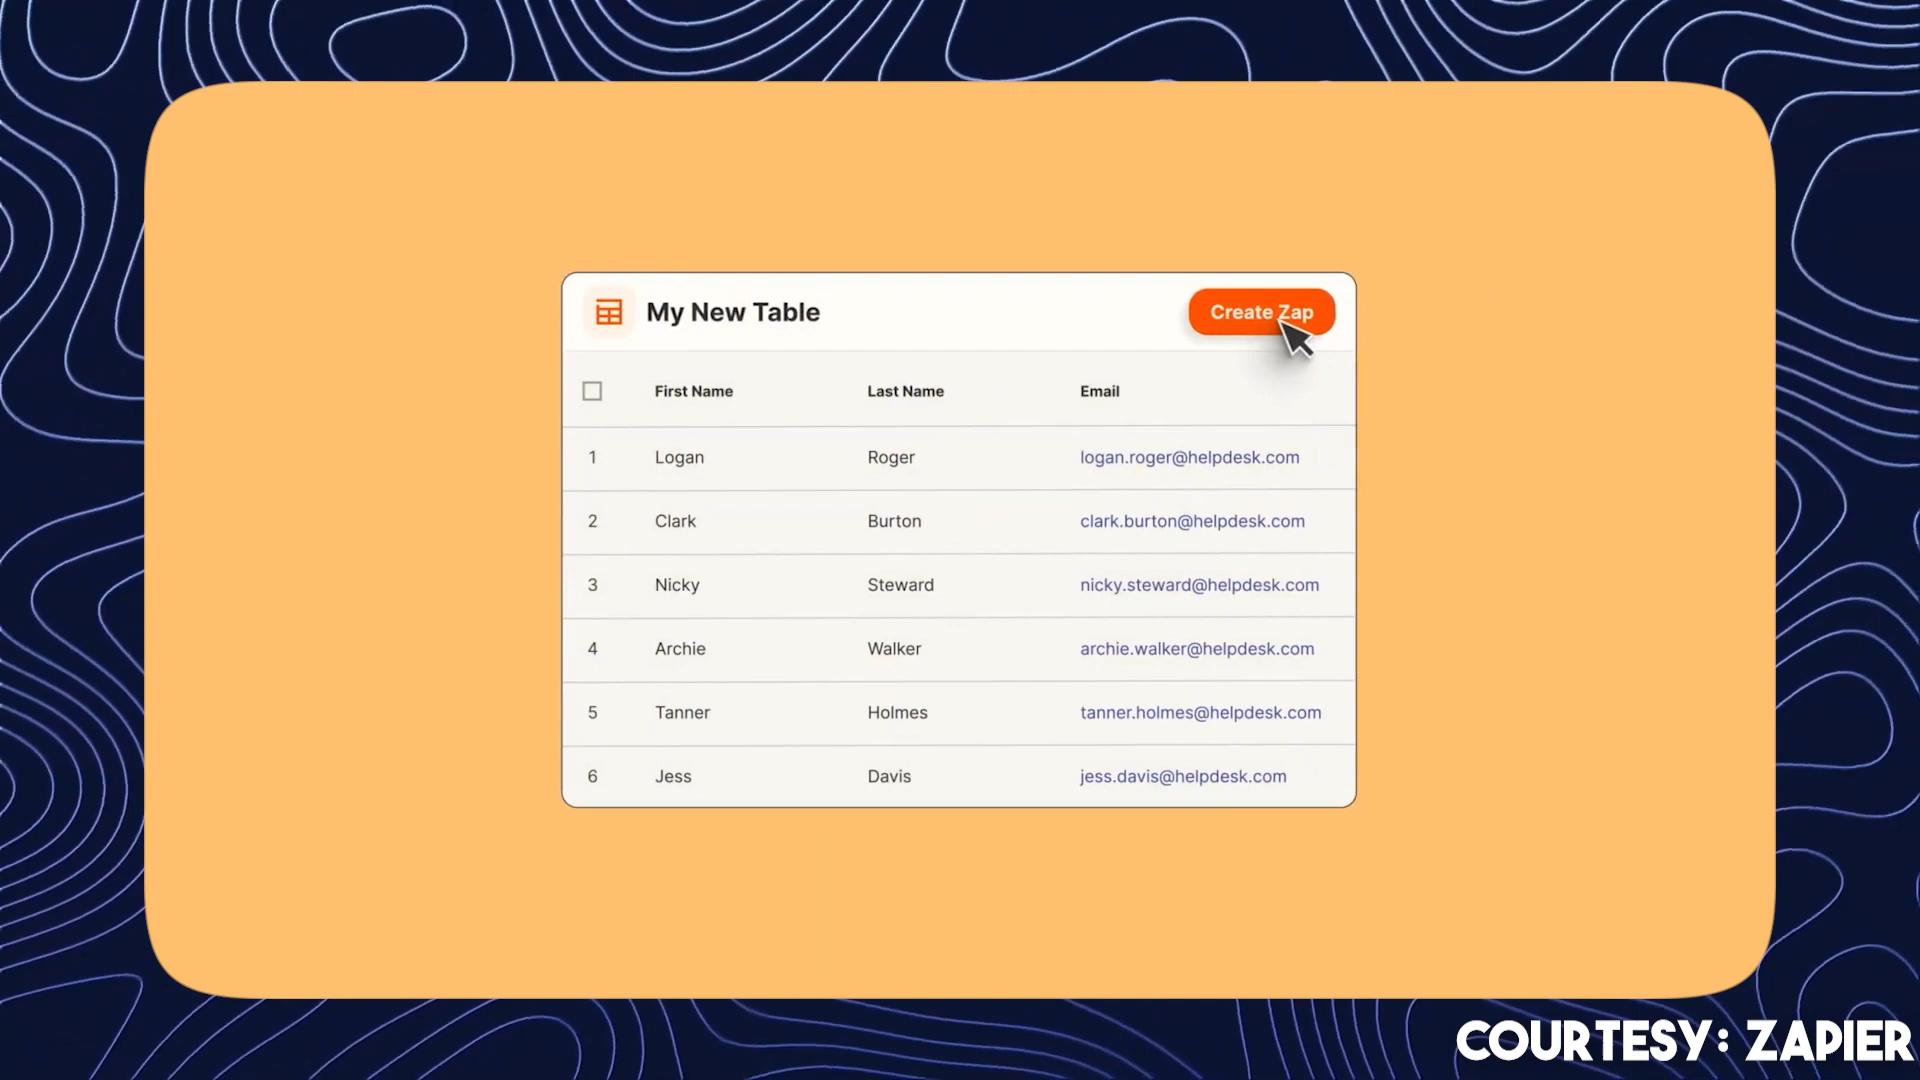 My New Table
Create Zap
First Name Last Name Email
1 Logan Roger logan.roger@helpdesk.com
2 Clark Burton clark.burton@helpdesk.com
3 Nicky Steward nicky.steward@helpdesk.com
4 Archie Walker archie.walker@helpdesk.com
5 Tanner Holmes tanner.holmes@helpdesk.com
6 Jess Davis jess.davis@helpdesk.com
COURTESY: ZAPIER